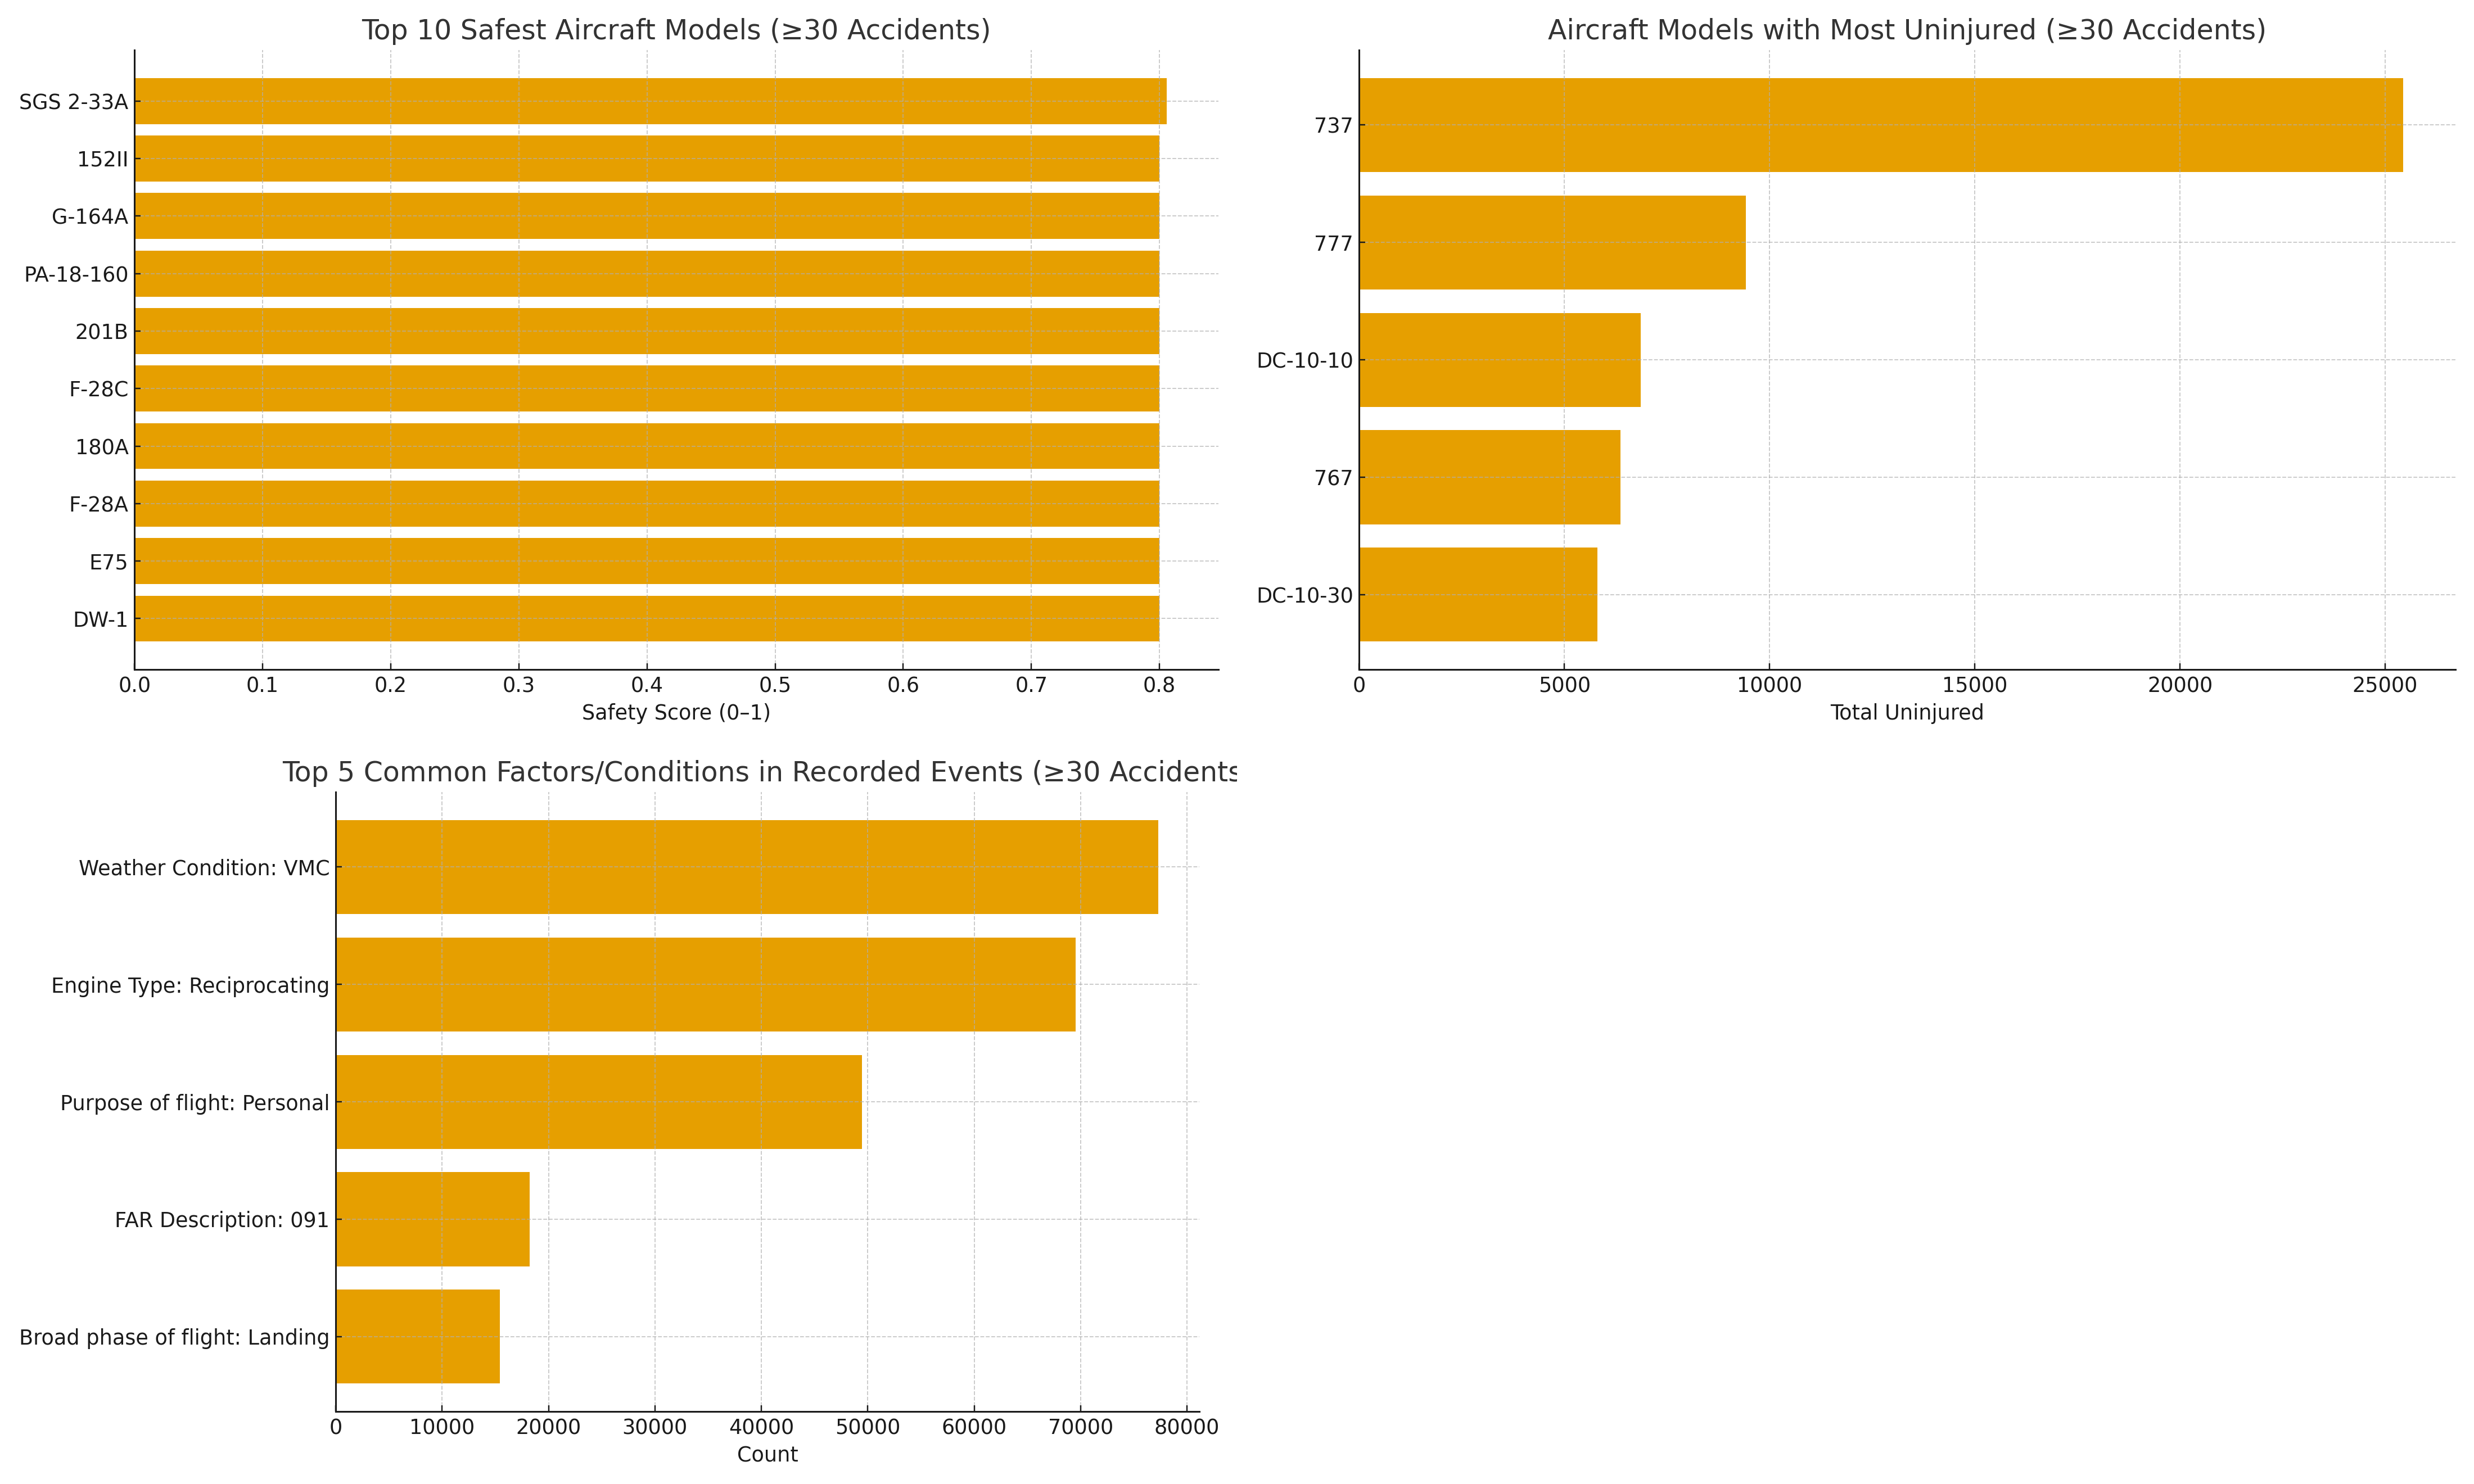 Top 10 Safest Aircraft Models (≥30 Accidents)
SGS 2-33A
152II
G-164A
PA-18-160
201B
F-28C
180A
F-28A
E75
DW-1
0.0 0.1 0.2 0.3 0.4 0.5 0.6 0.7 0.8
Safety Score (0–1)
Aircraft Models with Most Uninjured (≥30 Accidents)
737
777
DC-10-10
767
DC-10-30
0 5000 10000 15000 20000 25000
Total Uninjured
Top 5 Common Factors/Conditions in Recorded Events (≥30 Accidents
Weather Condition: VMC
Engine Type: Reciprocating
Purpose of flight: Personal
FAR Description: 091
Broad phase of flight: Landing
0 10000 20000 30000 40000 50000 60000 70000 80000
Count